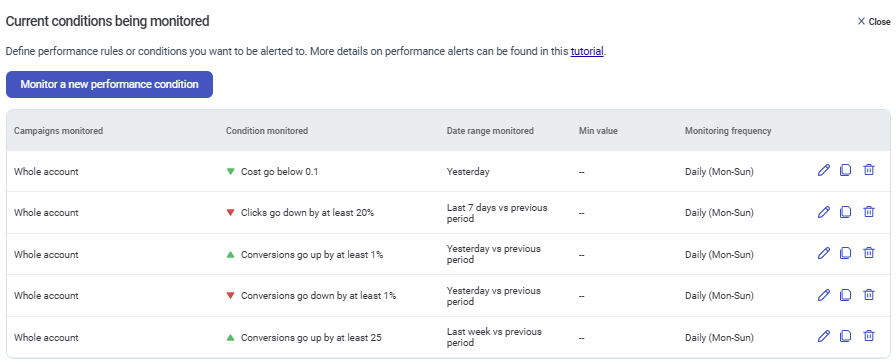 Current conditions being monitored
Close
Define performance rules or conditions you want to be alerted to. More details on performance alerts can be found in this tutorial.
Monitor a new performance condition
Campaigns monitored Condition monitored Date range monitored Min value Monitoring frequency
Whole account Cost go below 0.1 Yesterday -- Daily (Mon-Sun)
Whole account Clicks go down by at least 20% Last 7 days vs previous
period -- Daily (Mon-Sun)
Whole account Conversions go up by at least 1% Yesterday vs previous
period -- Daily (Mon-Sun)
Whole account Conversions go down by at least 1% Yesterday vs previous
period -- Daily (Mon-Sun)
Whole account Conversions go up by at least 25 Last week vs previous
period -- Daily (Mon-Sun)